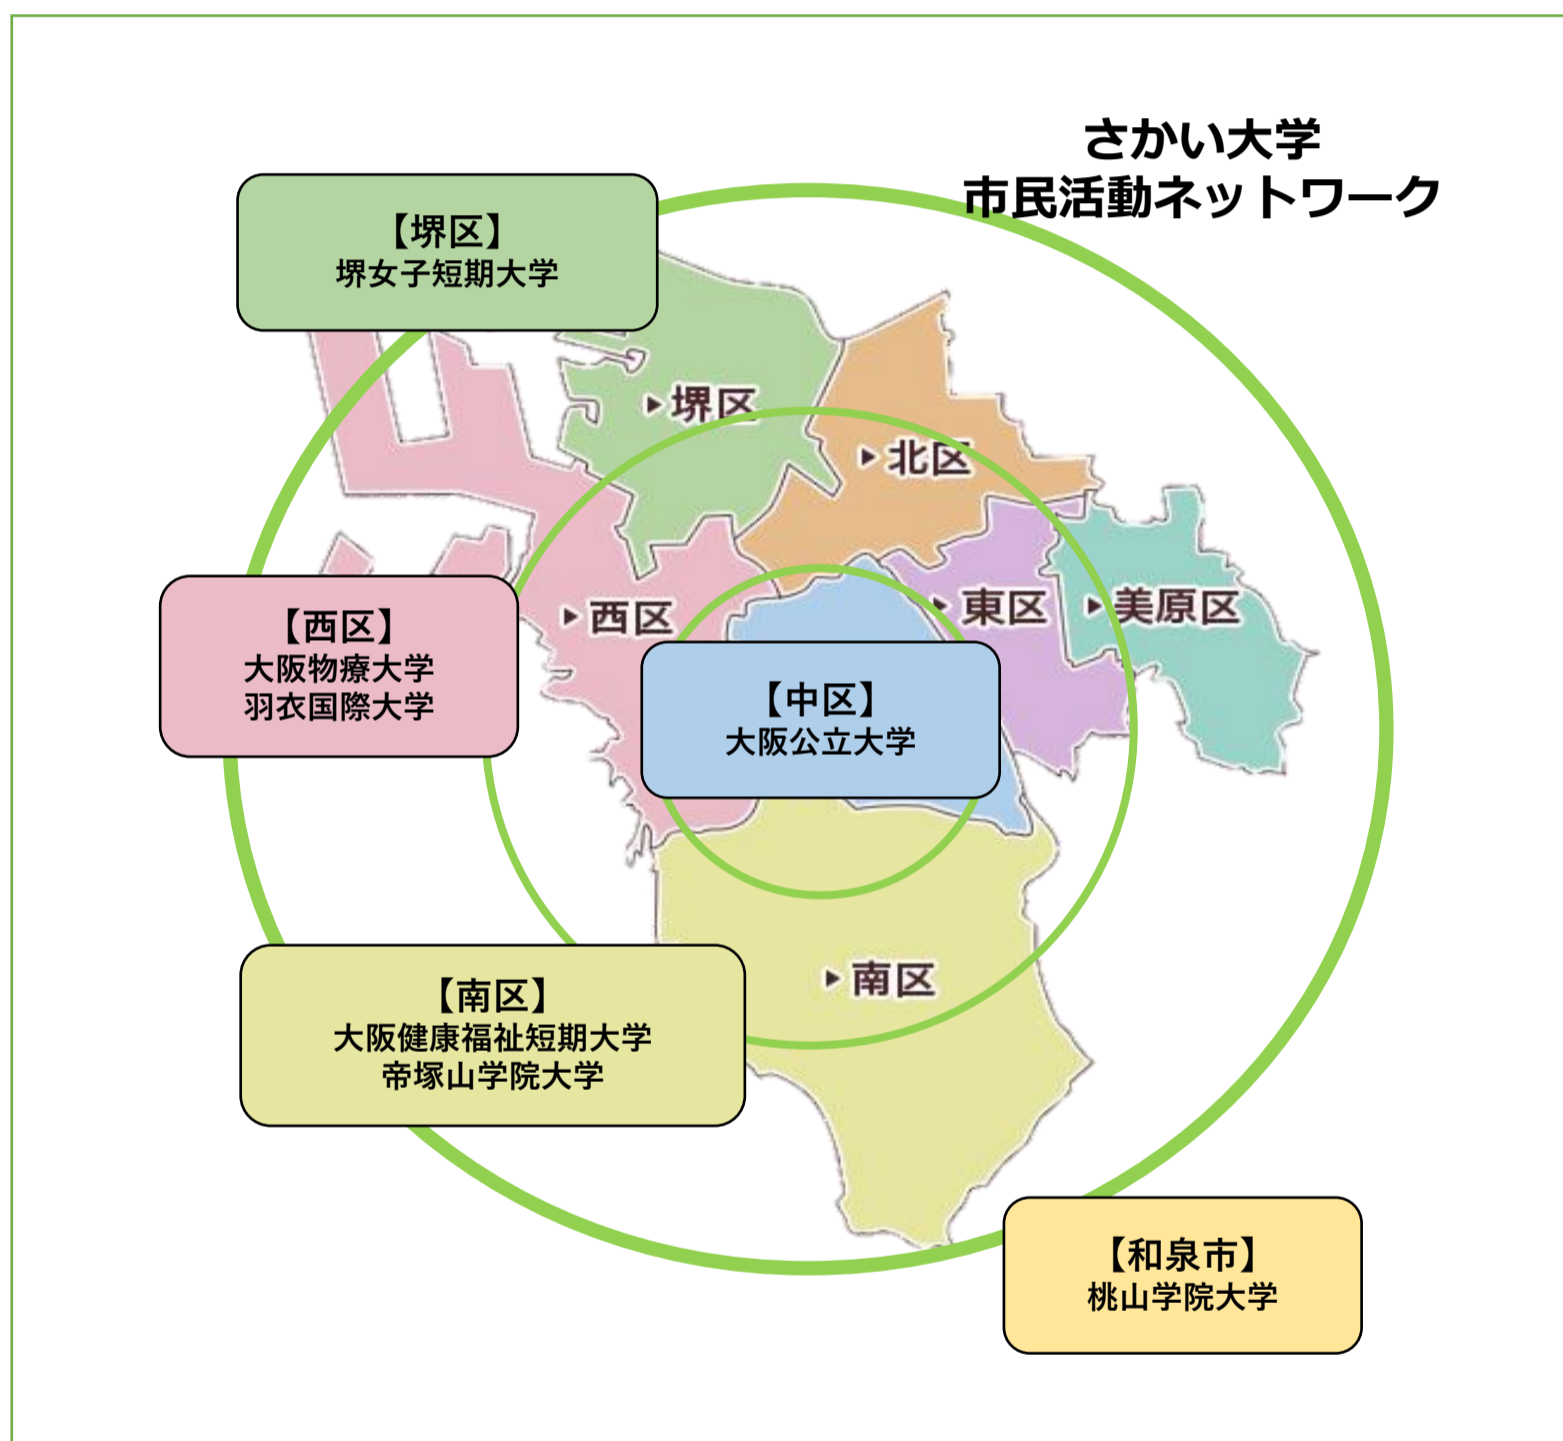 さかい大学
市民活動ネットワーク
【堺区】
堺女子短期大学
▸堺区
▸北区
▸西区
▸東区
▸美原区
【西区】
大阪物療大学
羽衣国際大学
【中区】
大阪公立大学
▸南区
【南区】
大阪健康福祉短期大学
帝塚山学院大学
【和泉市】
桃山学院大学